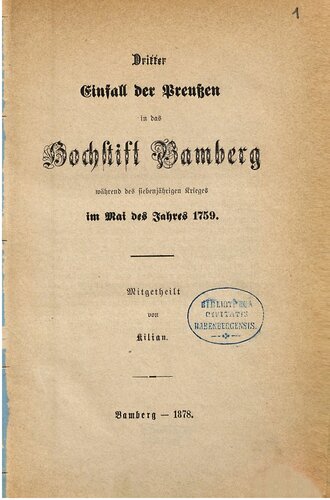 1
Dritter
Einfall der Preußen
in das
Hochstift Bamberg
während des siebenjährigen Krieges
im Mai des Jahres 1759.
Mitgetheilt
von
Kilian.
BIBLIOTHECA
CIVITATIS
BABENBERGENSIS.
Bamberg — 1878.